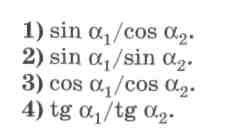 1) sin α₁/cos α₂.
2) sin α₁/sin α₂.
3) cos α₁/cos α₂.
4) tg α₁/tg α₂.